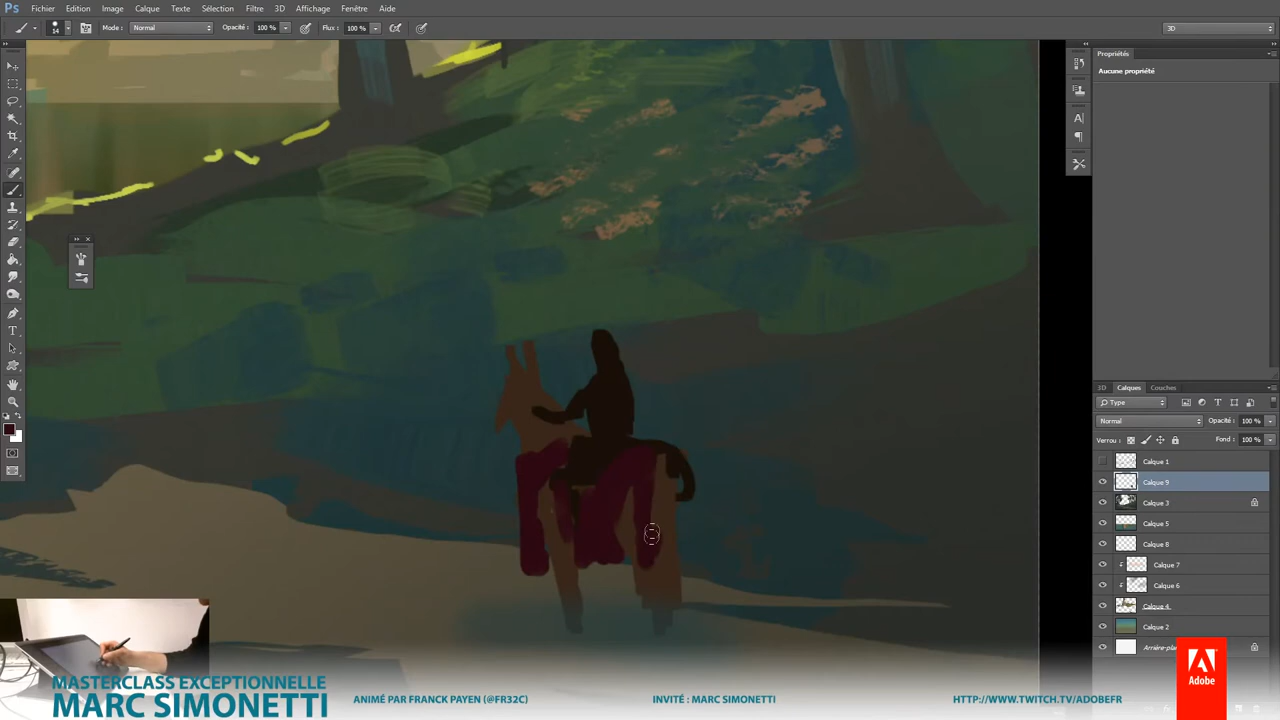 Ps Fichier Edition Image Calque Texte Sélection Filtre 3D Affichage Fenêtre Aide
14 Mode : Normal Opacité : 100 % Flux : 100 % 3D
Propriétés
Aucune propriété
3D Calques Couches
Type
Normal Opacité : 100 %
Verrou : Fond : 100 %
Calque 1
Calque 9
Calque 3
Calque 5
Calque 8
Calque 7
Calque 6
Calque 4
Calque 2
Arrière-pla
MASTERCLASS EXCEPTIONNELLE
MARC SIMONETTI
ANIMÉ PAR FRANCK PAYEN (@FR32C)
INVITÉ : MARC SIMONETTI
HTTP://WWW.TWITCH.TV/ADOBEFR
Adobe